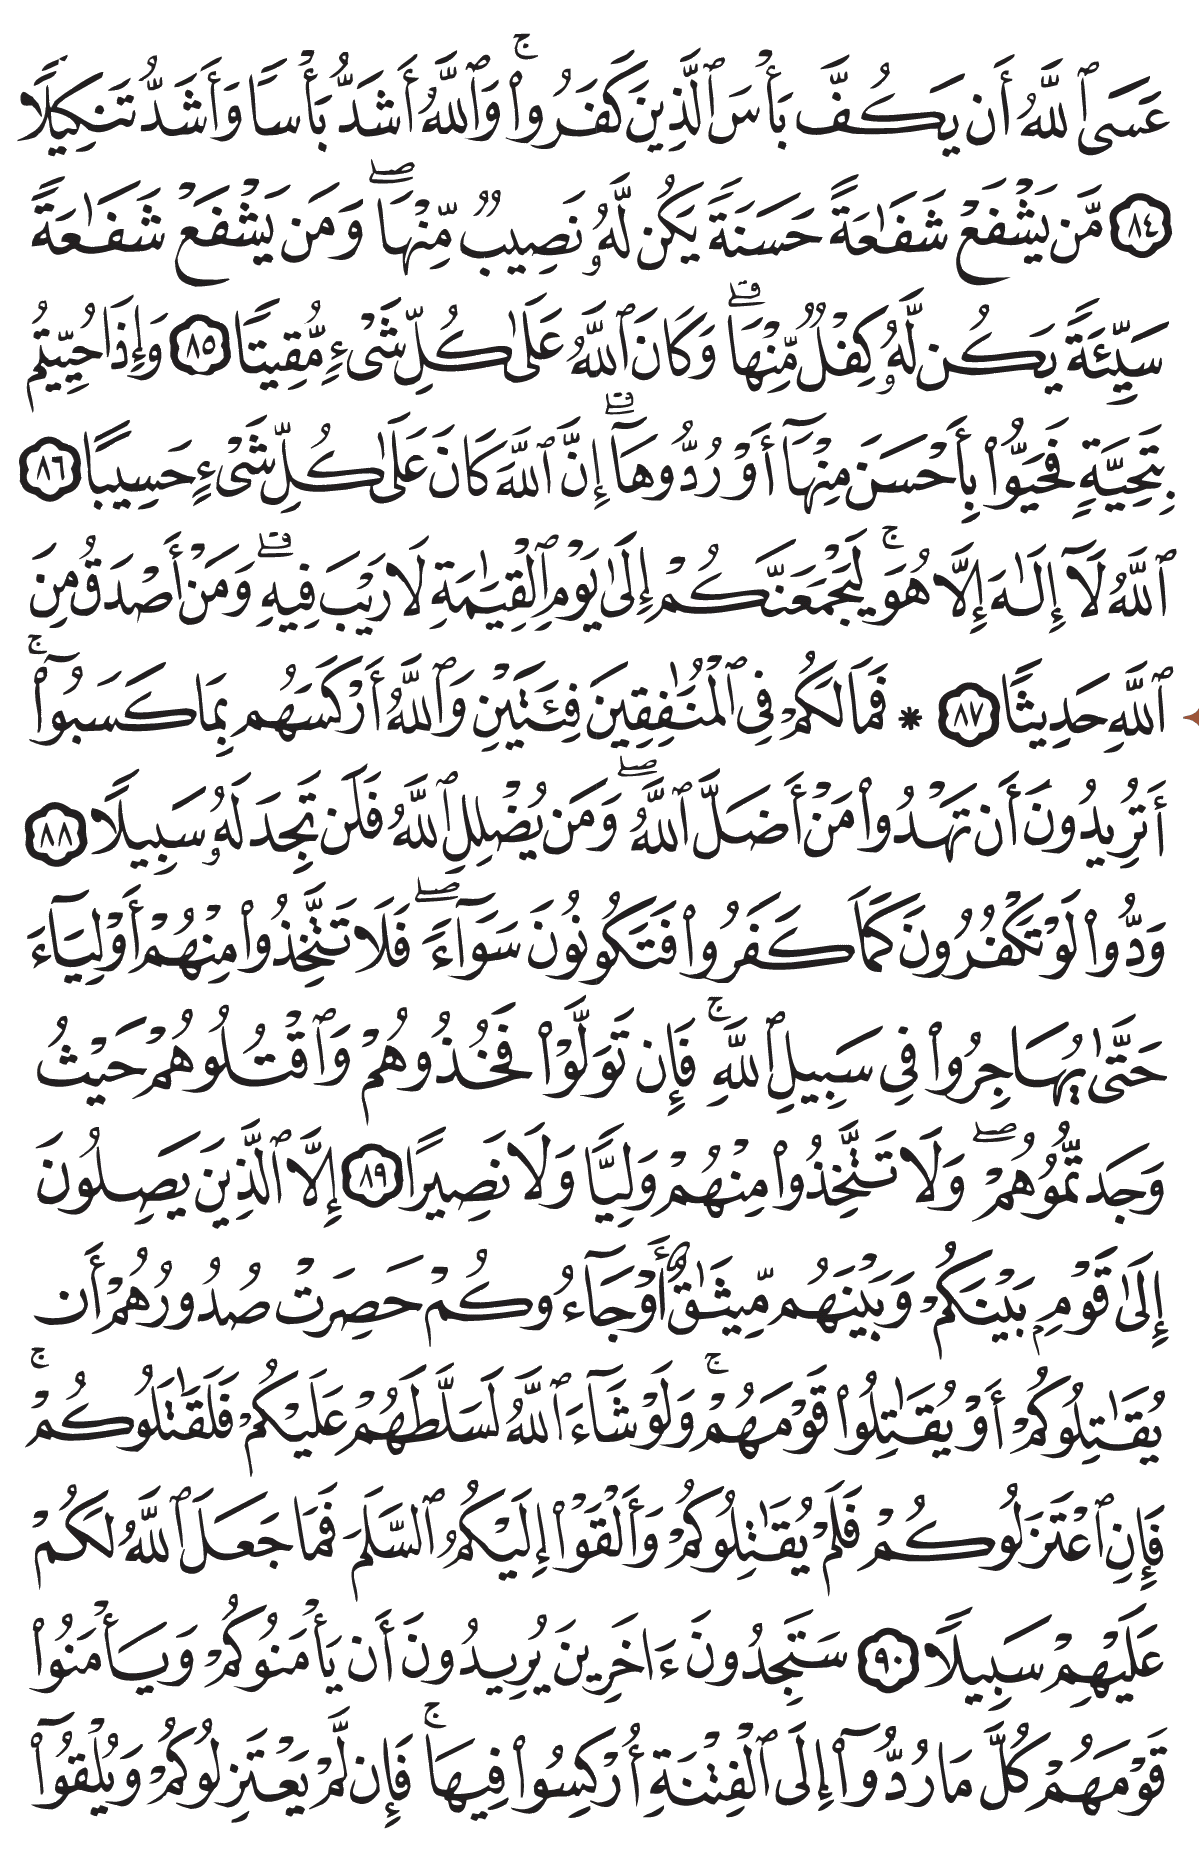 عَسَى ٱللَّهُ أَن يَكُفَّ بَأْسَ ٱلَّذِينَ كَفَرُوا۟ ۚ وَٱللَّهُ أَشَدُّ بَأْسًا وَأَشَدُّ تَنكِيلًا
٨٤ مَّن يَشْفَعْ شَفَـٰعَةً حَسَنَةً يَكُن لَّهُۥ نَصِيبٌ مِّنْهَا ۖ وَمَن يَشْفَعْ شَفَـٰعَةً
سَيِّئَةً يَكُن لَّهُۥ كِفْلٌ مِّنْهَا ۗ وَكَانَ ٱللَّهُ عَلَىٰ كُلِّ شَىْءٍ مُّقِيتًا ٨٥ وَإِذَا حُيِّيتُم
بِتَحِيَّةٍ فَحَيُّوا۟ بِأَحْسَنَ مِنْهَآ أَوْ رُدُّوهَآ ۗ إِنَّ ٱللَّهَ كَانَ عَلَىٰ كُلِّ شَىْءٍ حَسِيبًا ٨٦
ٱللَّهُ لَآ إِلَـٰهَ إِلَّا هُوَ ۚ لَيَجْمَعَنَّكُمْ إِلَىٰ يَوْمِ ٱلْقِيَـٰمَةِ لَا رَيْبَ فِيهِ ۗ وَمَنْ أَصْدَقُ مِنَ
ٱللَّهِ حَدِيثًا ٨٧ * فَمَا لَكُمْ فِى ٱلْمُنَـٰفِقِينَ فِئَتَيْنِ وَٱللَّهُ أَرْكَسَهُم بِمَا كَسَبُوٓا۟ ۚ
أَتُرِيدُونَ أَن تَهْدُوا۟ مَنْ أَضَلَّ ٱللَّهُ ۖ وَمَن يُضْلِلِ ٱللَّهُ فَلَن تَجِدَ لَهُۥ سَبِيلًا ٨٨
وَدُّوا۟ لَوْ تَكْفُرُونَ كَمَا كَفَرُوا۟ فَتَكُونُونَ سَوَآءً ۖ فَلَا تَتَّخِذُوا۟ مِنْهُمْ أَوْلِيَآءَ
حَتَّىٰ يُهَاجِرُوا۟ فِى سَبِيلِ ٱللَّهِ ۚ فَإِن تَوَلَّوْا۟ فَخُذُوهُمْ وَٱقْتُلُوهُمْ حَيْثُ
وَجَدتُّمُوهُمْ ۖ وَلَا تَتَّخِذُوا۟ مِنْهُمْ وَلِيًّا وَلَا نَصِيرًا ٨٩ إِلَّا ٱلَّذِينَ يَصِلُونَ
إِلَىٰ قَوْمٍۭ بَيْنَكُمْ وَبَيْنَهُم مِّيثَـٰقٌ أَوْ جَآءُوكُمْ حَصِرَتْ صُدُورُهُمْ أَن
يُقَـٰتِلُوكُمْ أَوْ يُقَـٰتِلُوا۟ قَوْمَهُمْ ۚ وَلَوْ شَآءَ ٱللَّهُ لَسَلَّطَهُمْ عَلَيْكُمْ فَلَقَـٰتَلُوكُمْ ۚ
فَإِنِ ٱعْتَزَلُوكُمْ فَلَمْ يُقَـٰتِلُوكُمْ وَأَلْقَوْا۟ إِلَيْكُمُ ٱلسَّلَمَ فَمَا جَعَلَ ٱللَّهُ لَكُمْ
عَلَيْهِمْ سَبِيلًا ٩٠ سَتَجِدُونَ ءَاخَرِينَ يُرِيدُونَ أَن يَأْمَنُوكُمْ وَيَأْمَنُوا۟
قَوْمَهُمْ كُلَّ مَا رُدُّوٓا۟ إِلَى ٱلْفِتْنَةِ أُرْكِسُوا۟ فِيهَا ۚ فَإِن لَّمْ يَعْتَزِلُوكُمْ وَيُلْقُوٓا۟